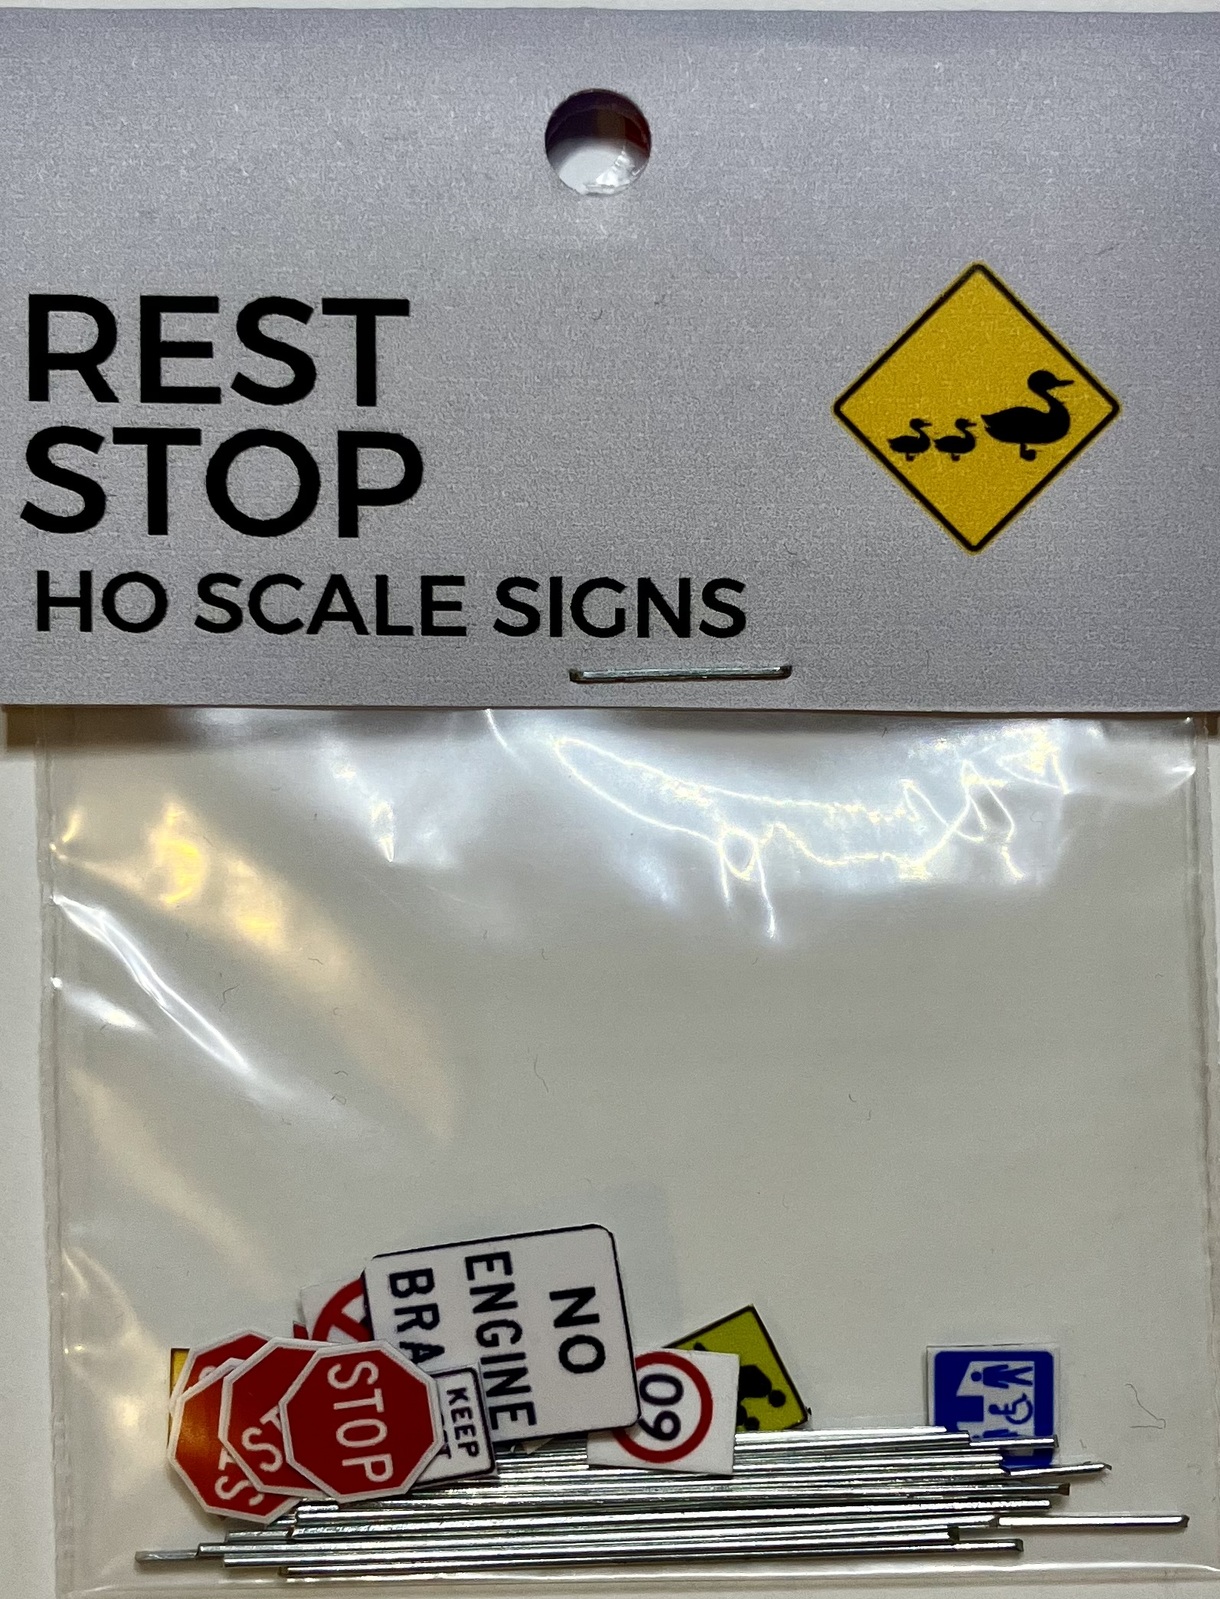 REST
STOP
HO SCALE SIGNS
NO
ENGINE
BRA
KEEP
STOP
60